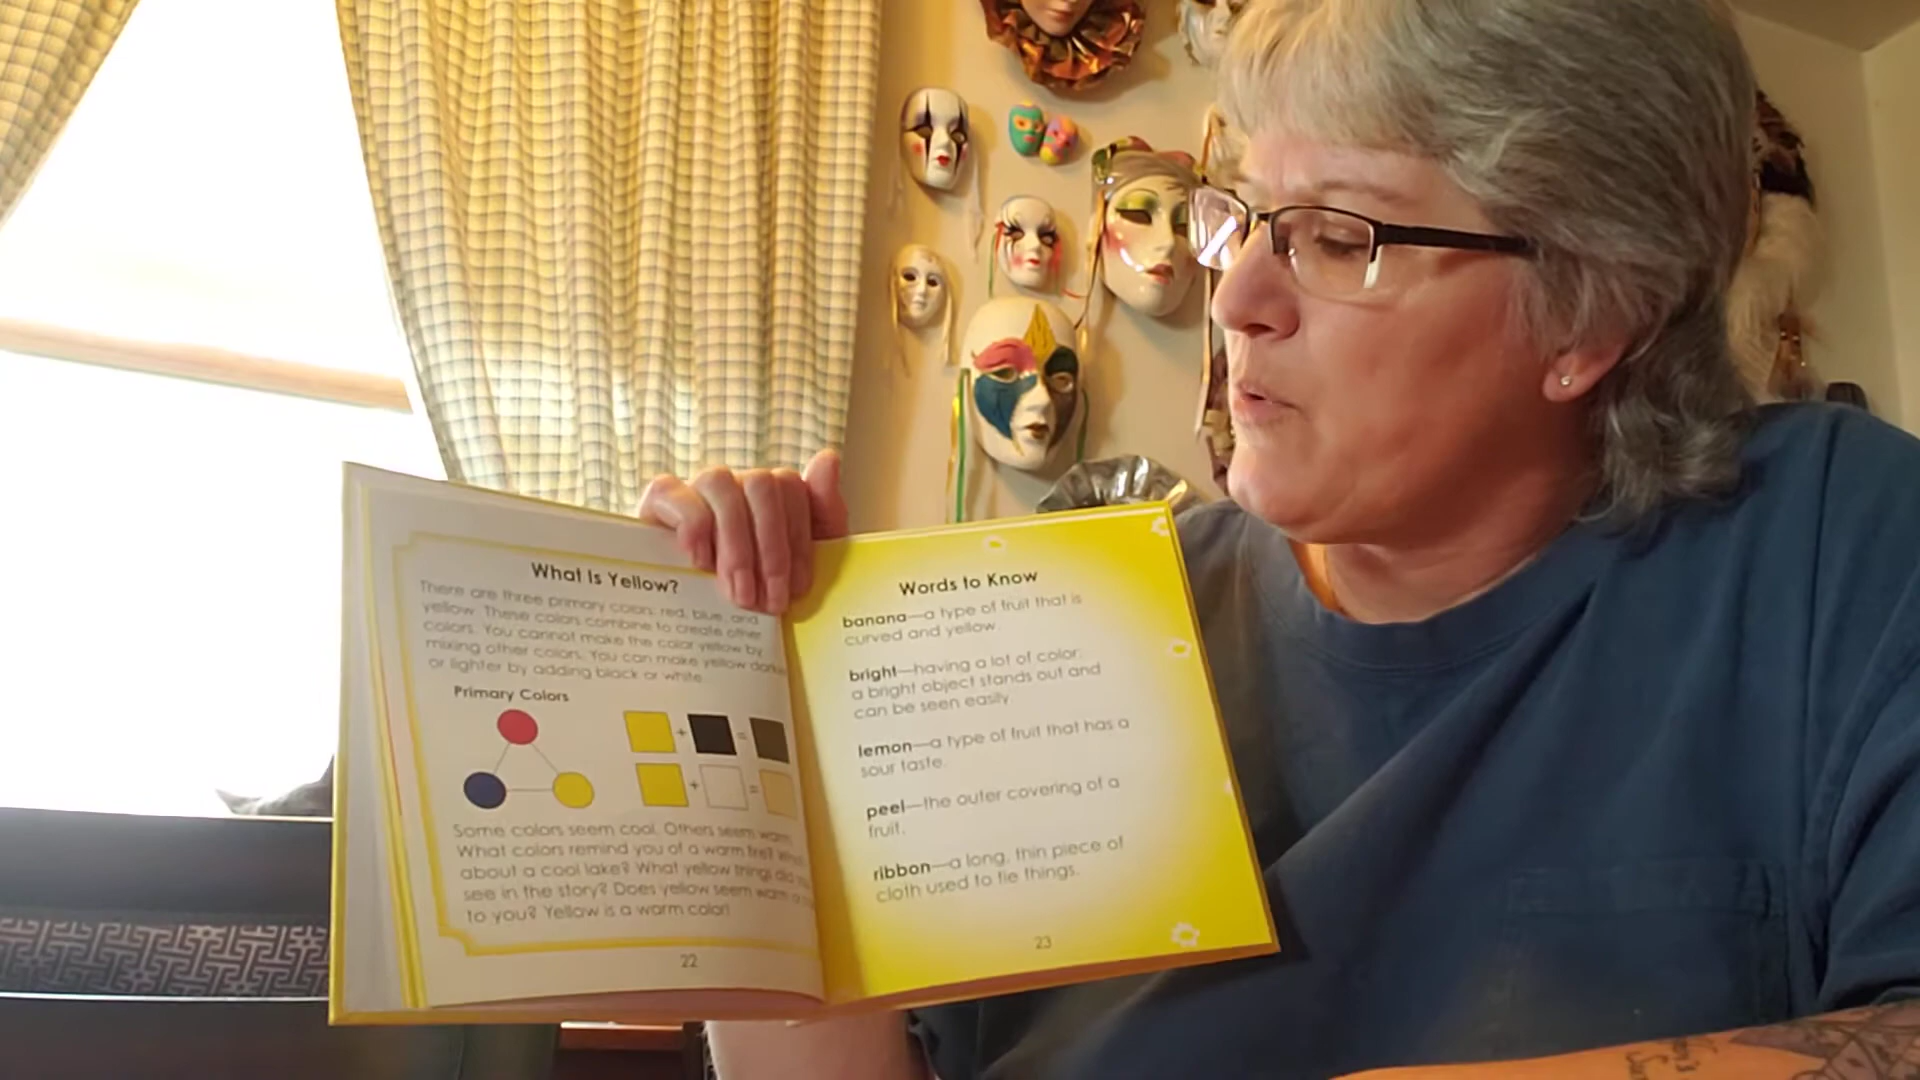 What Is Yellow?
There are three primary colors: red, blue, and
yellow. These colors combine to create other
colors. You cannot make the color yellow by
mixing other colors. You can make yellow
or lighter by adding black or white.
Primary Colors
+ =
+ =
Some colors seem cool. Others seem warm.
What colors remind you of a warm fire?
about a cool lake? What yellow things did
see in the story? Does yellow seem warm
to you? Yellow is a warm color!
22
Words to Know
banana—a type of fruit that is
curved and yellow.
bright—having a lot of color;
a bright object stands out and
can be seen easily
lemon—a type of fruit that has a
sour taste.
peel—the outer covering of a
fruit.
ribbon—a long, thin piece of
cloth used to tie things.
23